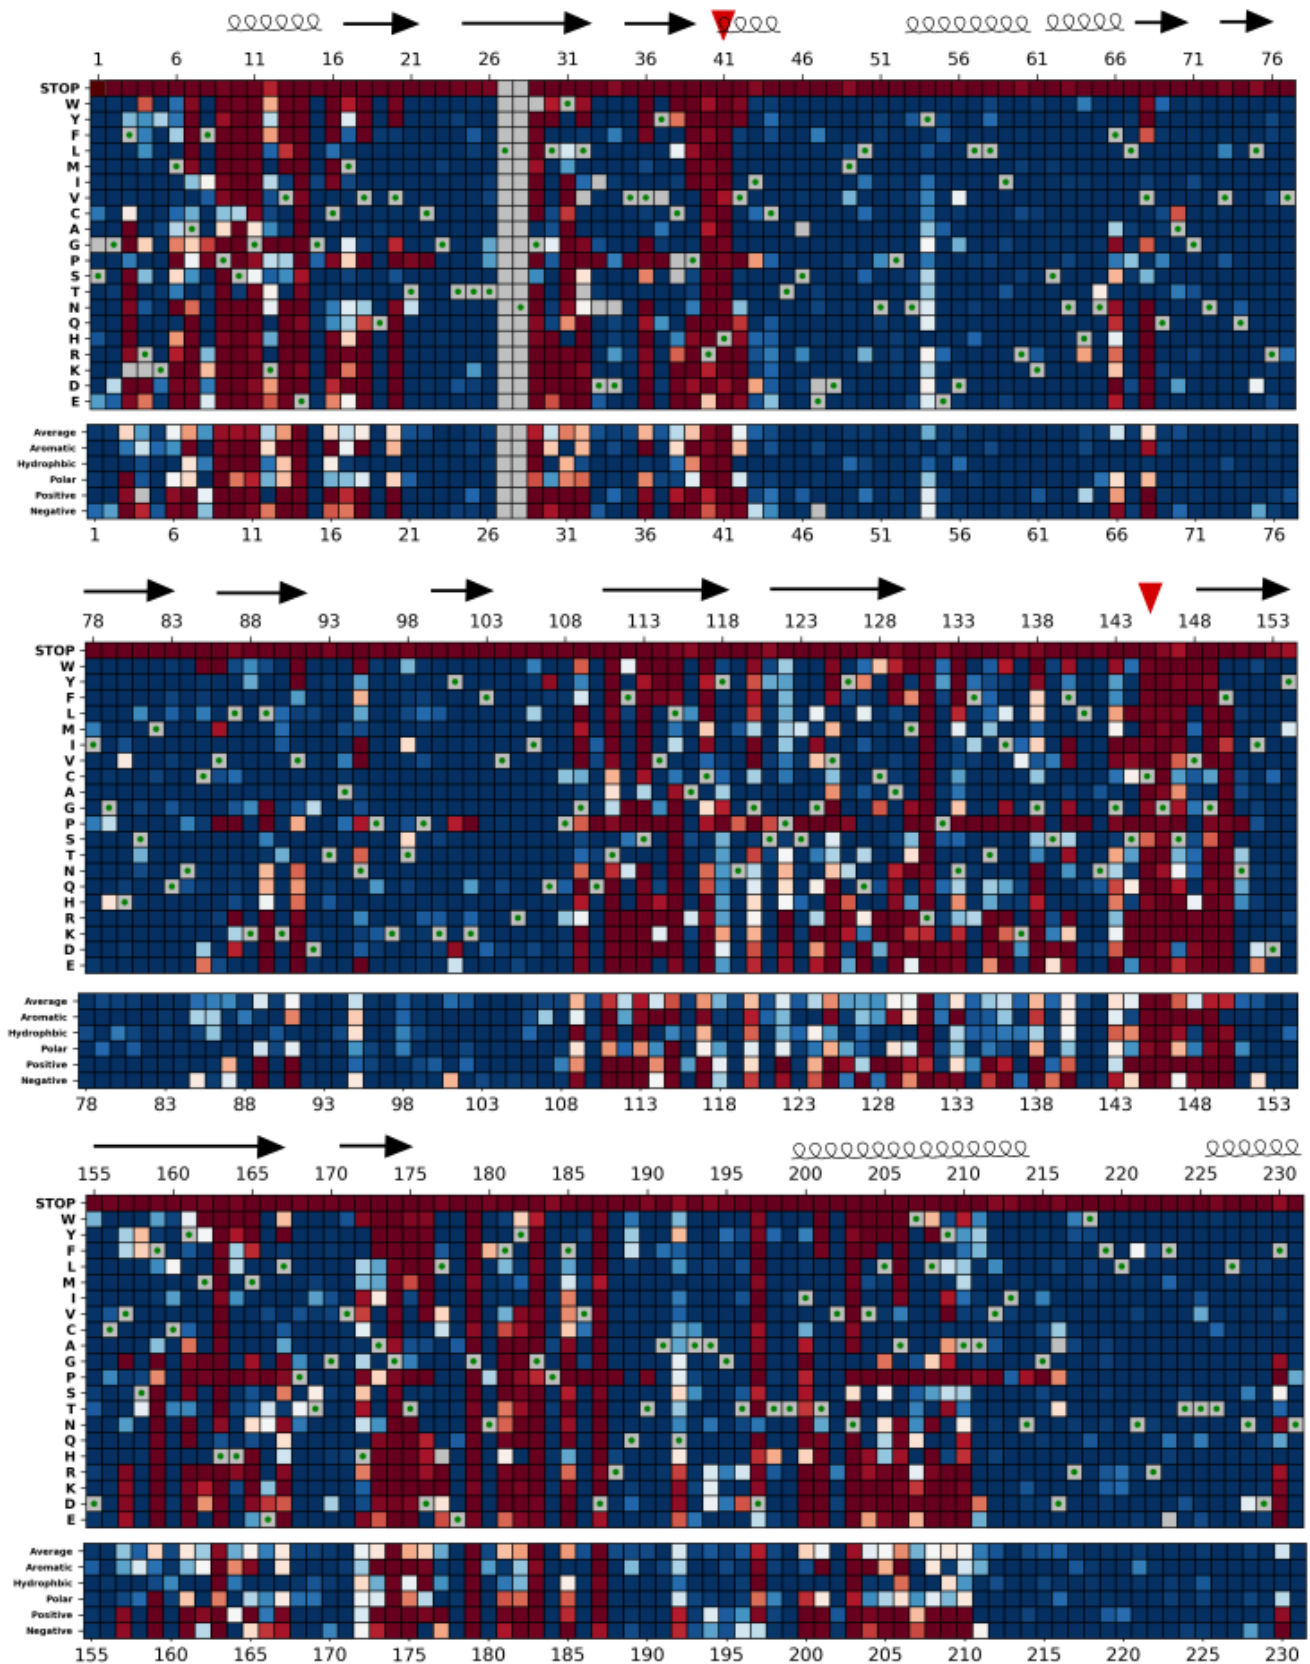 1 6 11 16 21 26 31 36 41 46 51 56 61 66 71 76
STOP
W
Y
F
L
M
I
V
C
A
G
P
S
T
N
Q
H
R
K
D
E
Average
Aromatic
Hydrophbic
Polar
Positive
Negative
1 6 11 16 21 26 31 36 41 46 51 56 61 66 71 76
78 83 88 93 98 103 108 113 118 123 128 133 138 143 148 153
STOP
W
Y
F
L
M
I
V
C
A
G
P
S
T
N
Q
H
R
K
D
E
Average
Aromatic
Hydrophbic
Polar
Positive
Negative
78 83 88 93 98 103 108 113 118 123 128 133 138 143 148 153
155 160 165 170 175 180 185 190 195 200 205 210 215 220 225 230
STOP
W
Y
F
L
M
I
V
C
A
G
P
S
T
N
Q
H
R
K
D
E
Average
Aromatic
Hydrophbic
Polar
Positive
Negative
155 160 165 170 175 180 185 190 195 200 205 210 215 220 225 230